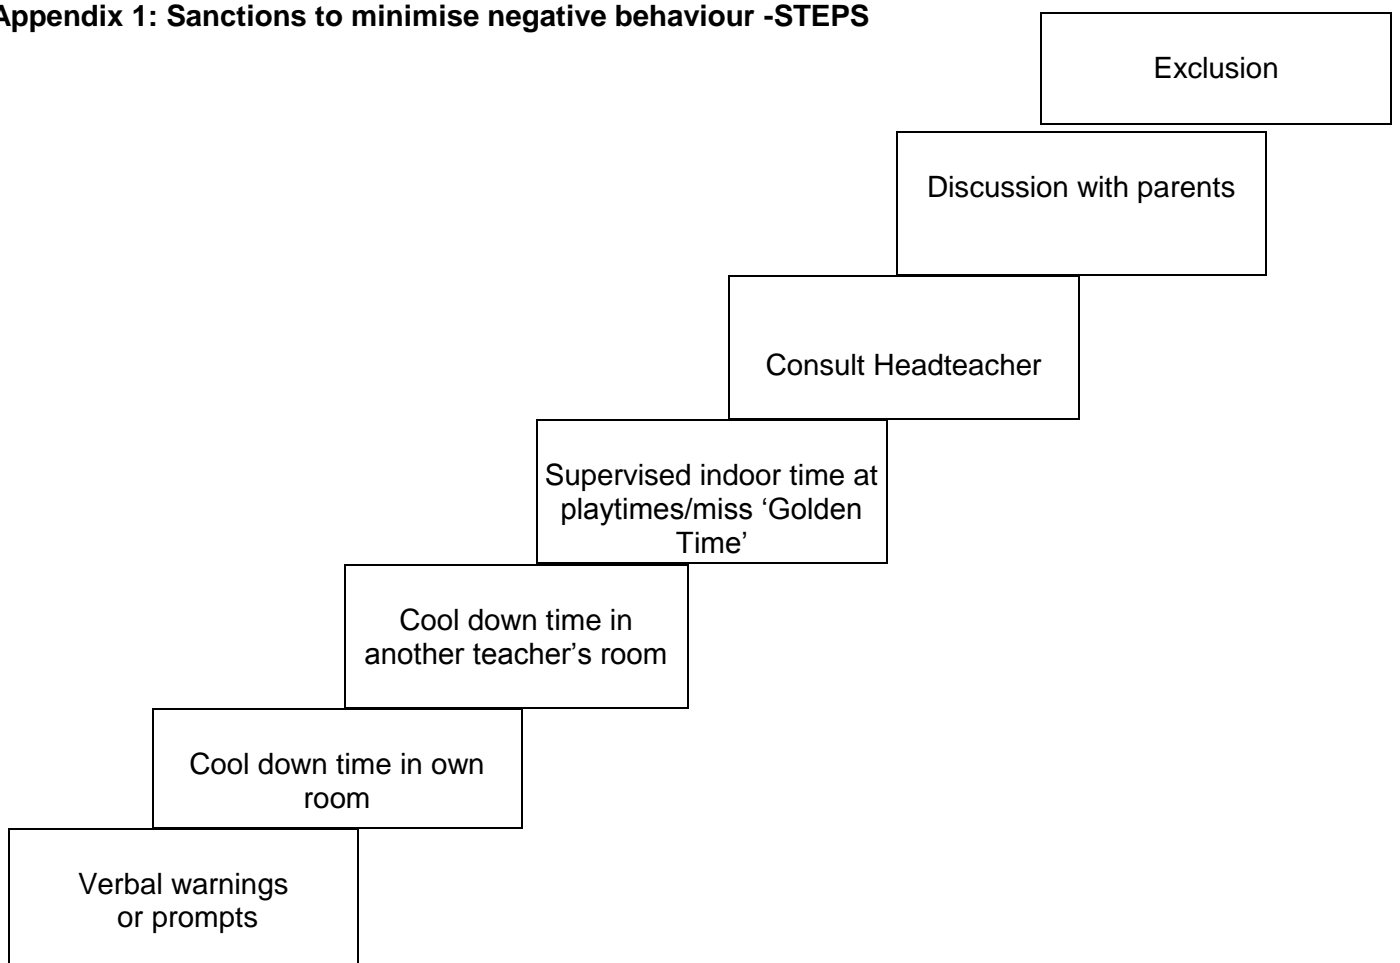 Appendix 1: Sanctions to minimise negative behaviour -STEPS
Exclusion
Discussion with parents
Consult Headteacher
Supervised indoor time at
playtimes/miss ‘Golden
Time’
Cool down time in
another teacher’s room
Cool down time in own
room
Verbal warnings
or prompts